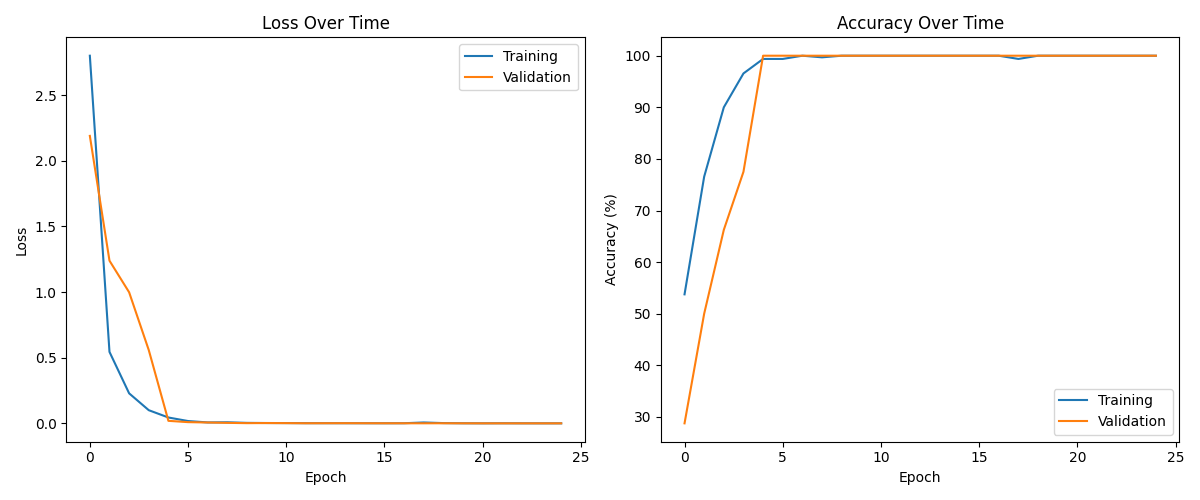 Loss Over Time
Training
Validation
2.5
2.0
1.5
1.0
0.5
0.0
Loss
0 5 10 15 20 25
Epoch
Accuracy Over Time
100
90
80
70
60
50
40
30
Accuracy (%)
Training
Validation
0 5 10 15 20 25
Epoch